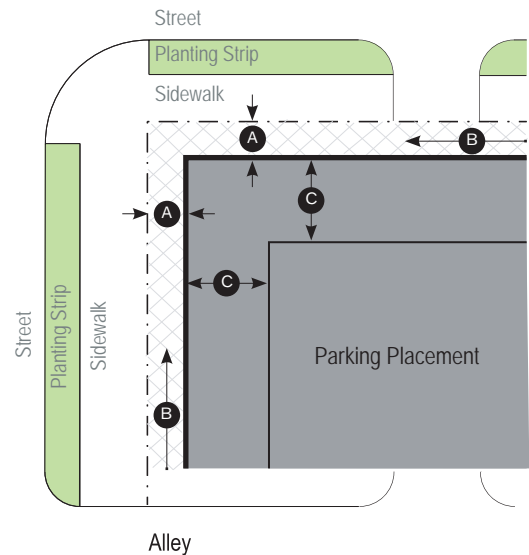 Street
Planting Strip
Sidewalk
A
B
A
C
C
Street
Planting Strip
Sidewalk
Parking Placement
B
Alley